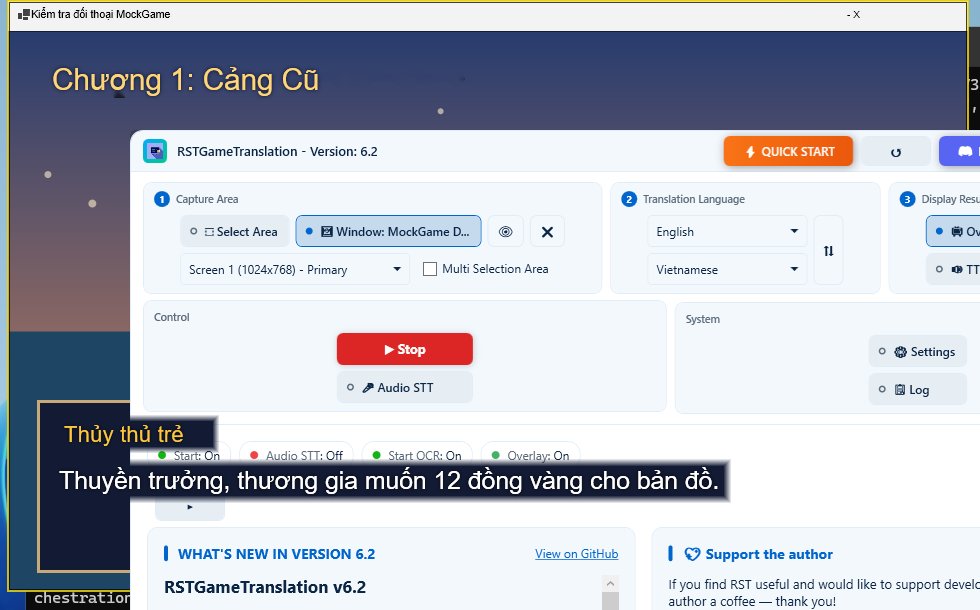 Kiểm tra đối thoại MockGame
- X
Chương 1: Cảng Cũ
RSTGameTranslation - Version: 6.2
QUICK START
1 Capture Area
Select Area
Window: MockGame D...
Screen 1 (1024x768) - Primary
Multi Selection Area
2 Translation Language
English
Vietnamese
3 Display Resu
Ov
TT
Control
Stop
Audio STT
System
Settings
Log
Thủy thủ trẻ
Start: On
Audio STT: Off
Start OCR: On
Overlay: On
Thuyền trưởng, thương gia muốn 12 đồng vàng cho bản đồ.
WHAT'S NEW IN VERSION 6.2
View on GitHub
RSTGameTranslation v6.2
Support the author
If you find RST useful and would like to support develo
author a coffee — thank you!
chestration